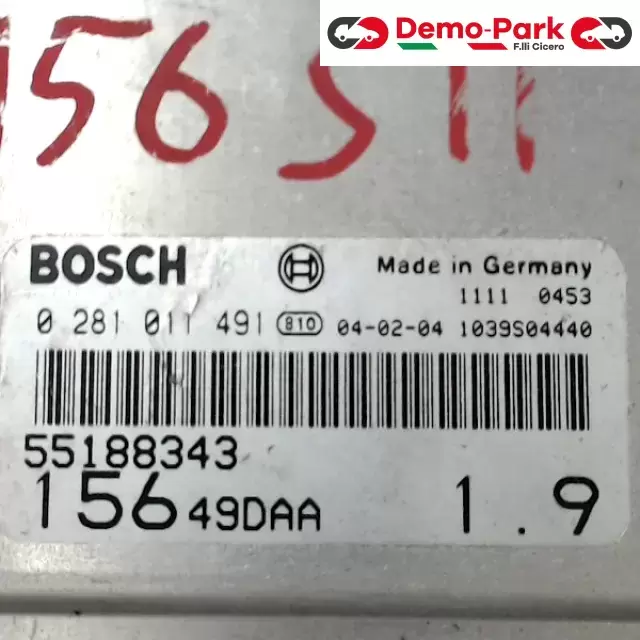 Demo-Park
F.lli Cicero
156 S11
BOSCH
Made in Germany
1111 0453
0 281 011 491 810 04-02-04 1039S04440
55188343
156 49DAA 1.9